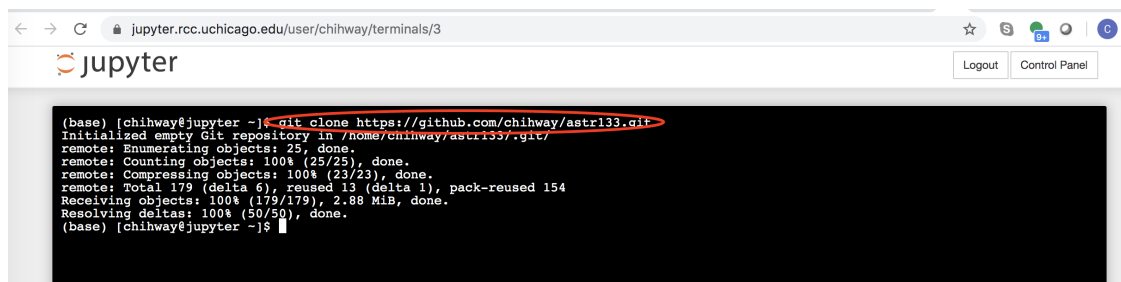 jupyter.rcc.uchicago.edu/user/chihway/terminals/3
S
9+
C
jupyter
Logout
Control Panel
(base) [chihway@jupyter ~]$ git clone https://github.com/chihway/astr133.git
Initialized empty Git repository in /home/chihway/astr133/.git/
remote: Enumerating objects: 25, done.
remote: Counting objects: 100% (25/25), done.
remote: Compressing objects: 100% (23/23), done.
remote: Total 179 (delta 6), reused 13 (delta 1), pack-reused 154
Receiving objects: 100% (179/179), 2.88 MiB, done.
Resolving deltas: 100% (50/50), done.
(base) [chihway@jupyter ~]$